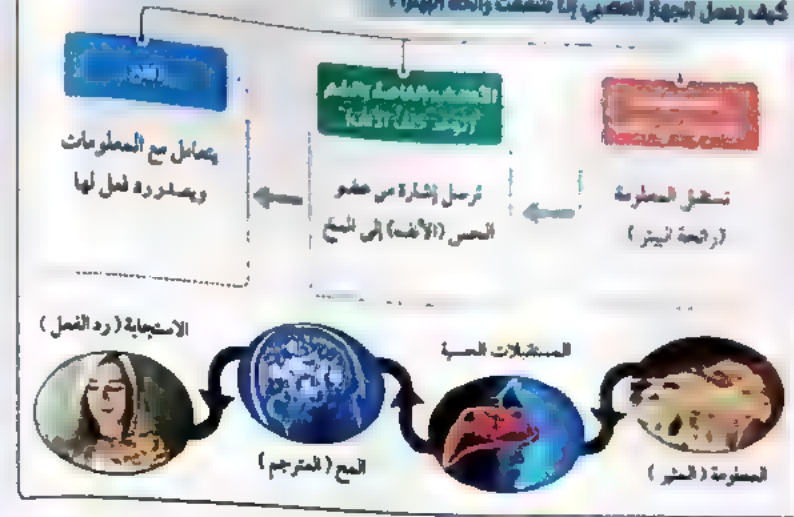 كيف يعمل الجهاز العصبي إذا شممت رائحة البيتزا؟
تستقبل المعلومة
(رائحة البيتزا)
ترسل إشارة من عضو
الحس (الأنف) إلى المخ
يتعامل مع المعلومات
ويصدر رد فعل لها
المعلومة (المثير)
المستقبلات الحسية
المخ (المترجم)
الاستجابة (رد الفعل)